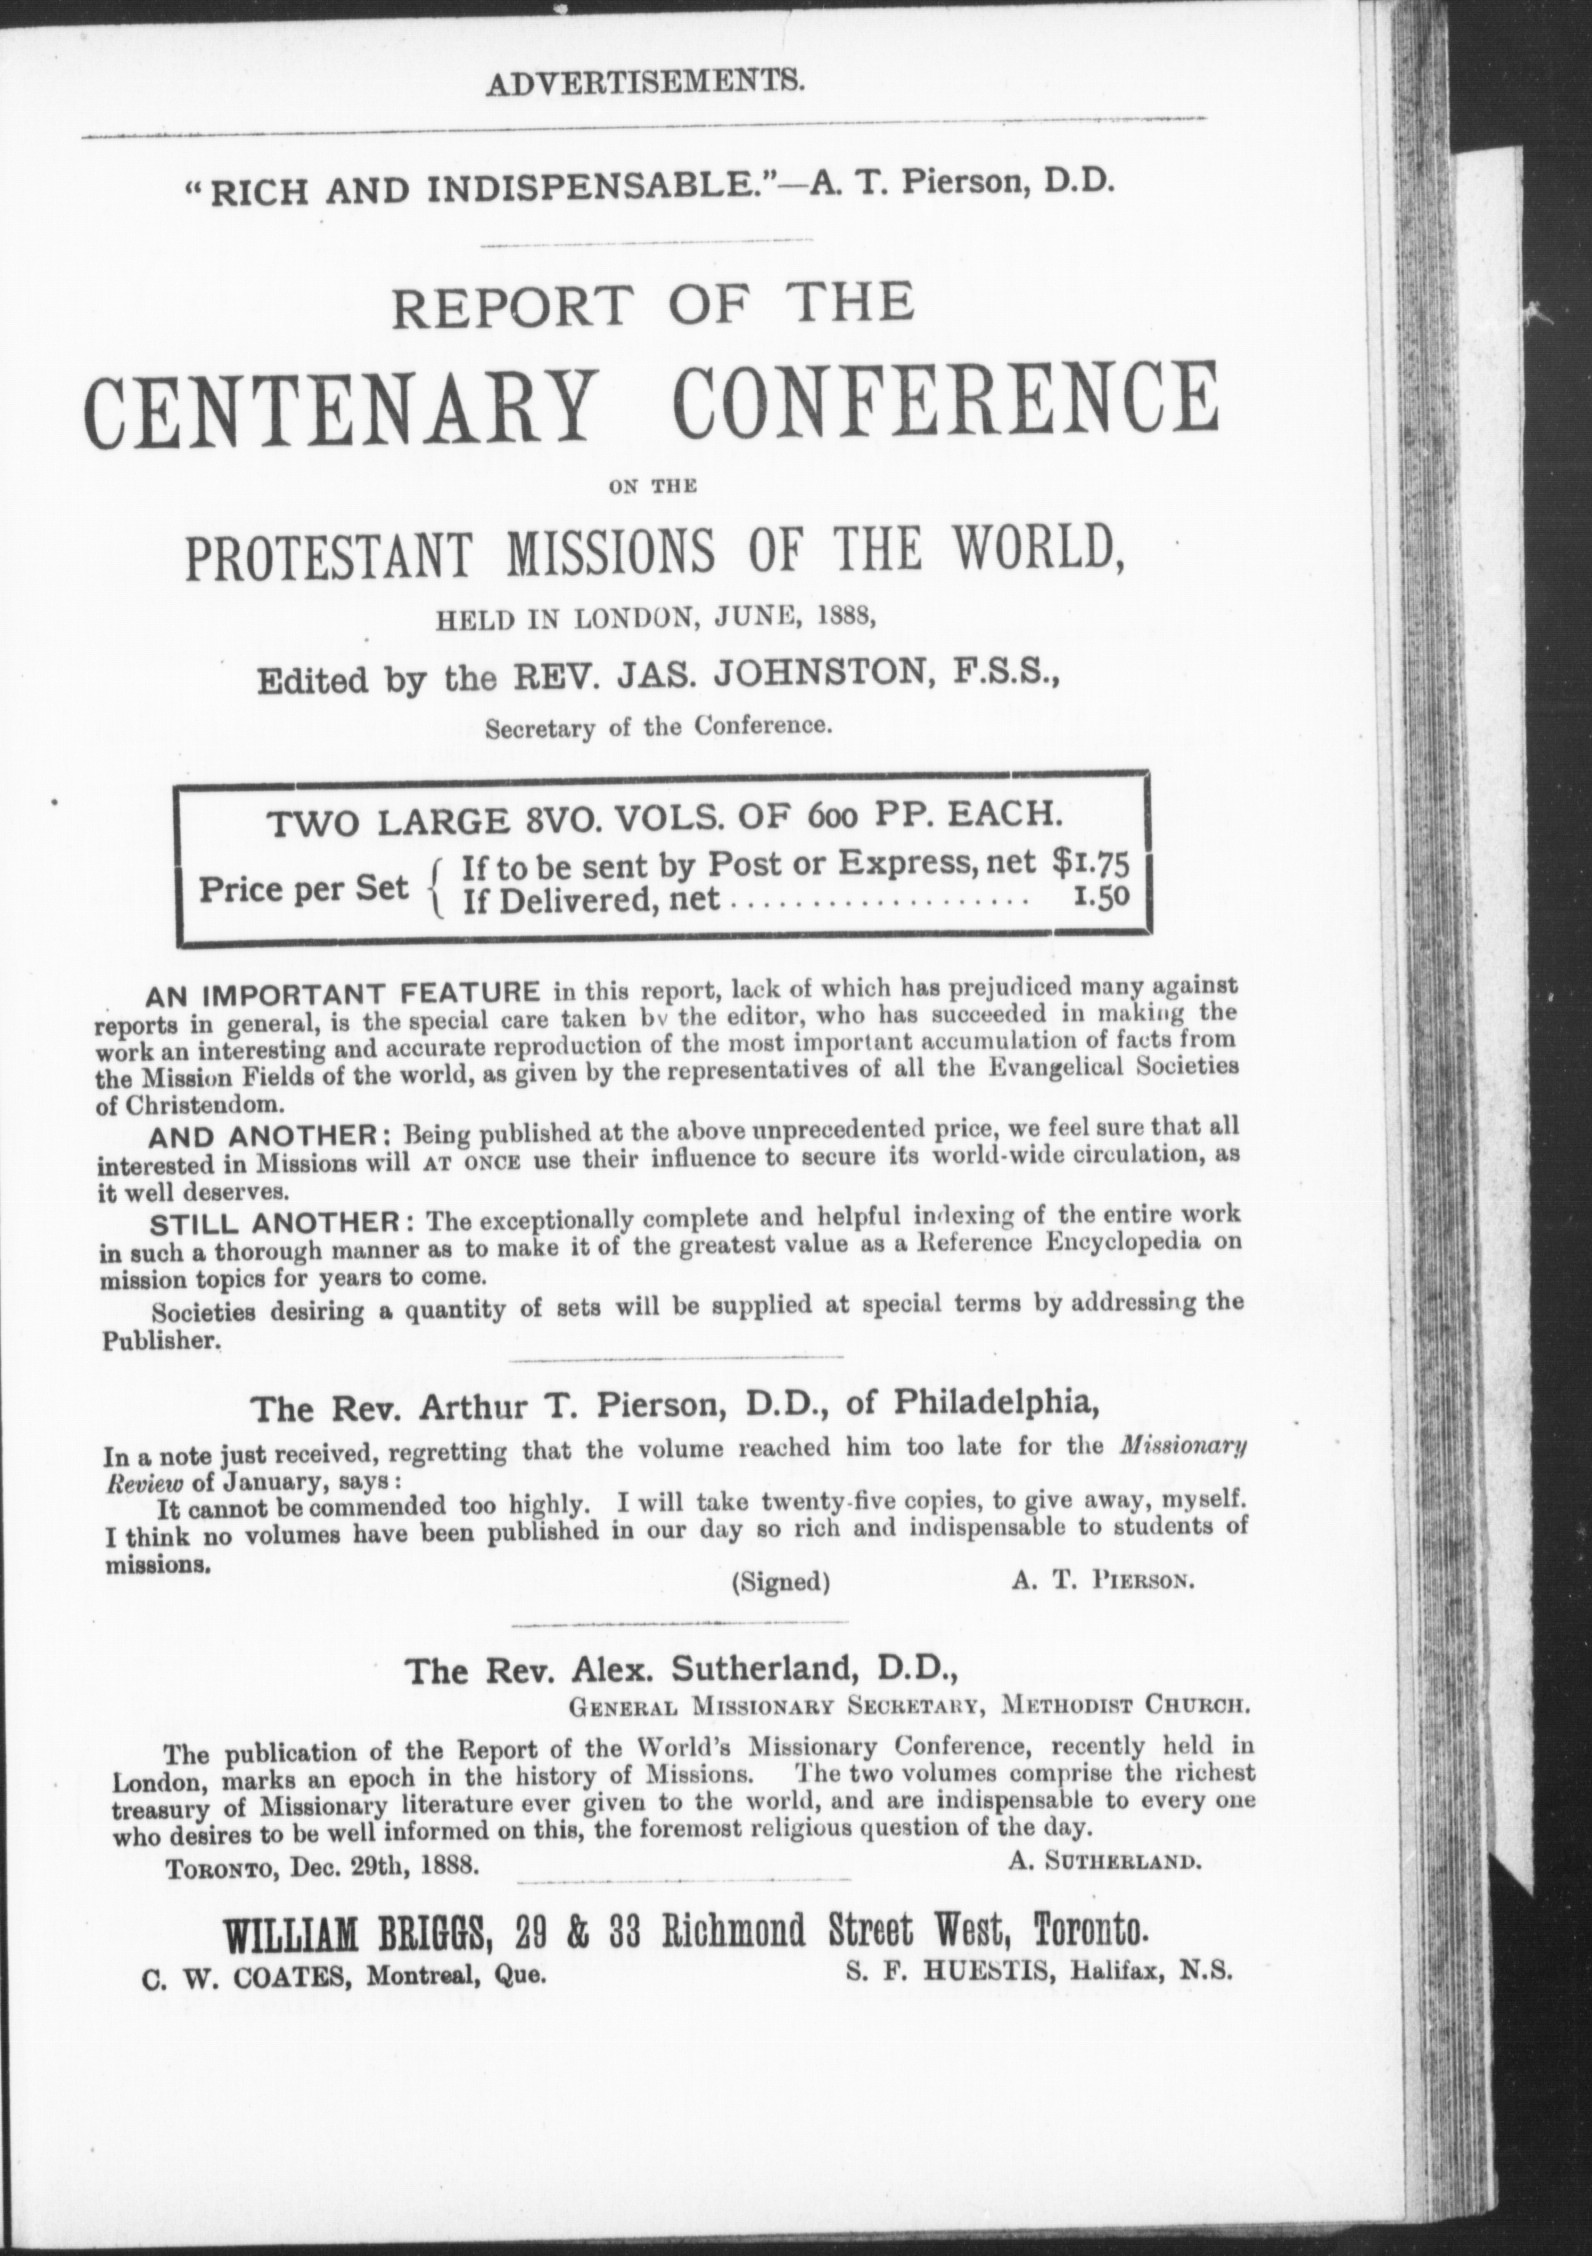 ADVERTISEMENTS.
"RICH AND INDISPENSABLE."—A. T. Pierson, D.D.
REPORT OF THE
CENTENARY CONFERENCE
ON THE
PROTESTANT MISSIONS OF THE WORLD,
HELD IN LONDON, JUNE, 1888,
Edited by the REV. JAS. JOHNSTON, F.S.S.,
Secretary of the Conference.
TWO LARGE 8VO. VOLS. OF 600 PP. EACH.
Price per Set { If to be sent by Post or Express, net $1.75
If Delivered, net ................... 1.50
AN IMPORTANT FEATURE in this report, lack of which has prejudiced many against
reports in general, is the special care taken by the editor, who has succeeded in making the
work an interesting and accurate reproduction of the most important accumulation of facts from
the Mission Fields of the world, as given by the representatives of all the Evangelical Societies
of Christendom.
AND ANOTHER: Being published at the above unprecedented price, we feel sure that all
interested in Missions will AT ONCE use their influence to secure its world-wide circulation, as
it well deserves.
STILL ANOTHER: The exceptionally complete and helpful indexing of the entire work
in such a thorough manner as to make it of the greatest value as a Reference Encyclopedia on
mission topics for years to come.
Societies desiring a quantity of sets will be supplied at special terms by addressing the
Publisher.
The Rev. Arthur T. Pierson, D.D., of Philadelphia,
In a note just received, regretting that the volume reached him too late for the Missionary
Review of January, says:
It cannot be commended too highly. I will take twenty-five copies, to give away, myself.
I think no volumes have been published in our day so rich and indispensable to students of
missions.
(Signed) A. T. PIERSON.
The Rev. Alex. Sutherland, D.D.,
GENERAL MISSIONARY SECRETARY, METHODIST CHURCH.
The publication of the Report of the World's Missionary Conference, recently held in
London, marks an epoch in the history of Missions. The two volumes comprise the richest
treasury of Missionary literature ever given to the world, and are indispensable to every one
who desires to be well informed on this, the foremost religious question of the day.
TORONTO, Dec. 29th, 1888. A. SUTHERLAND.
WILLIAM BRIGGS, 29 & 33 Richmond Street West, Toronto.
C. W. COATES, Montreal, Que. S. F. HUESTIS, Halifax, N.S.